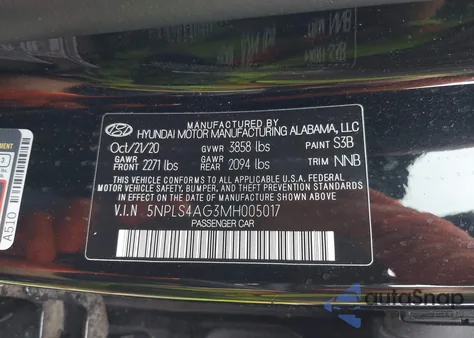 MANUFACTURED BY
HYUNDAI MOTOR MANUFACTURING ALABAMA, LLC
Oct/21/20 GVWR 3858 lbs PAINT S3B
GAWR FRONT 2271 lbs GAWR REAR 2094 lbs TRIM NNB
THIS VEHICLE CONFORMS TO ALL APPLICABLE U.S.A. FEDERAL
MOTOR VEHICLE SAFETY, BUMPER, AND THEFT PREVENTION
STANDARDS IN EFFECT ON THE DATE OF MANUFACTURE SHOWN ABOVE.
V.I.N 5NPLS4AG3MH005017
PASSENGER CAR
A510
autoSnap